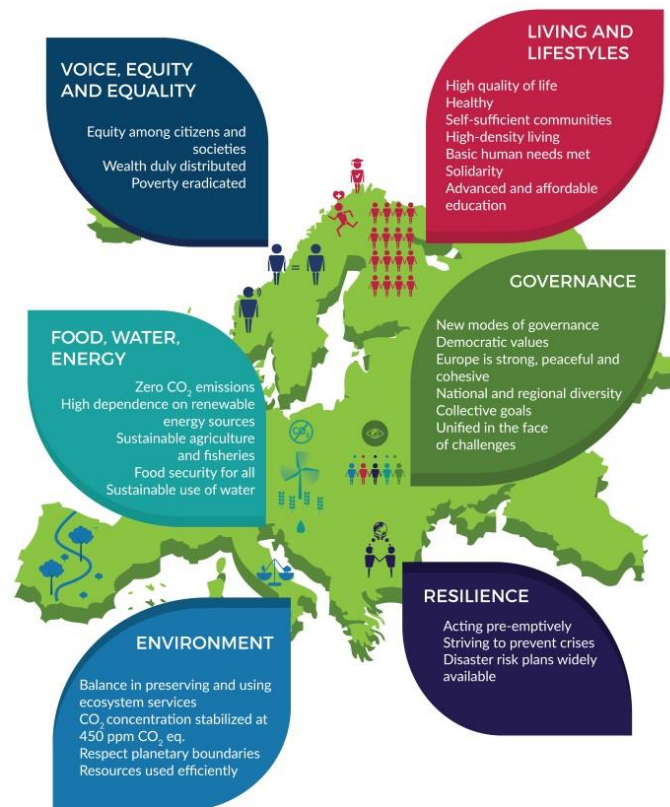 VOICE, EQUITY
AND EQUALITY
Equity among citizens and
societies
Wealth duly distributed
Poverty eradicated
LIVING AND
LIFESTYLES
High quality of life
Healthy
Self-sufficient communities
High-density living
Basic human needs met
Solidarity
Advanced and affordable
education
FOOD, WATER,
ENERGY
Zero CO₂ emissions
High dependence on renewable
energy sources
Sustainable agriculture
and fisheries
Food security for all
Sustainable use of water
GOVERNANCE
New modes of governance
Democratic values
Europe is strong, peaceful and
cohesive
National and regional diversity
Collective goals
Unified in the face
of challenges
CO₂
ENVIRONMENT
Balance in preserving and using
ecosystem services
CO₂ concentration stabilized at
450 ppm CO₂ eq.
Respect planetary boundaries
Resources used efficiently
RESILIENCE
Acting pre-emptively
Striving to prevent crises
Disaster risk plans widely
available